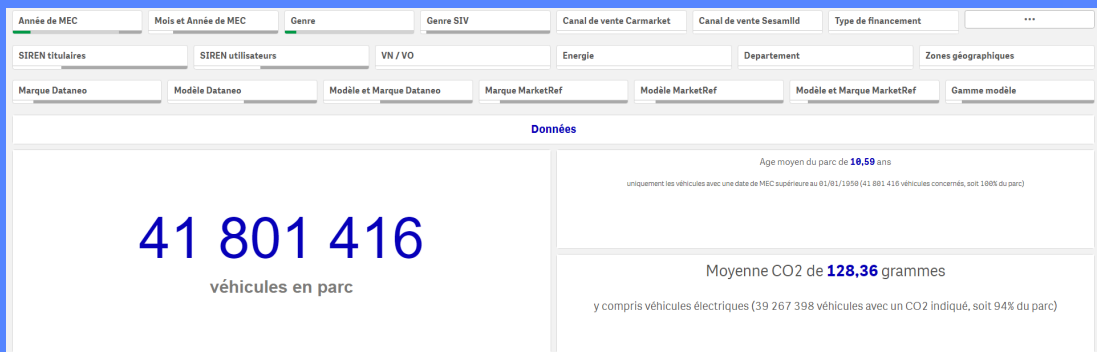 Année de MEC
Mois et Année de MEC
Genre
Genre SIV
Canal de vente Carmarket
Canal de vente Sesamlld
Type de financement
...
SIREN titulaires
SIREN utilisateurs
VN / VO
Energie
Departement
Zones géographiques
Marque Dataneo
Modèle Dataneo
Modèle et Marque Dataneo
Marque MarketRef
Modèle MarketRef
Modèle et Marque MarketRef
Gamme modèle
Données
41 801 416
véhicules en parc
Age moyen du parc de 10,59 ans
uniquement les véhicules avec une date de MEC supérieure au 01/01/1950 (41 801 416 véhicules concernés, soit 100% du parc)
Moyenne CO2 de 128,36 grammes
y compris véhicules électriques (39 267 398 véhicules avec un CO2 indiqué, soit 94% du parc)